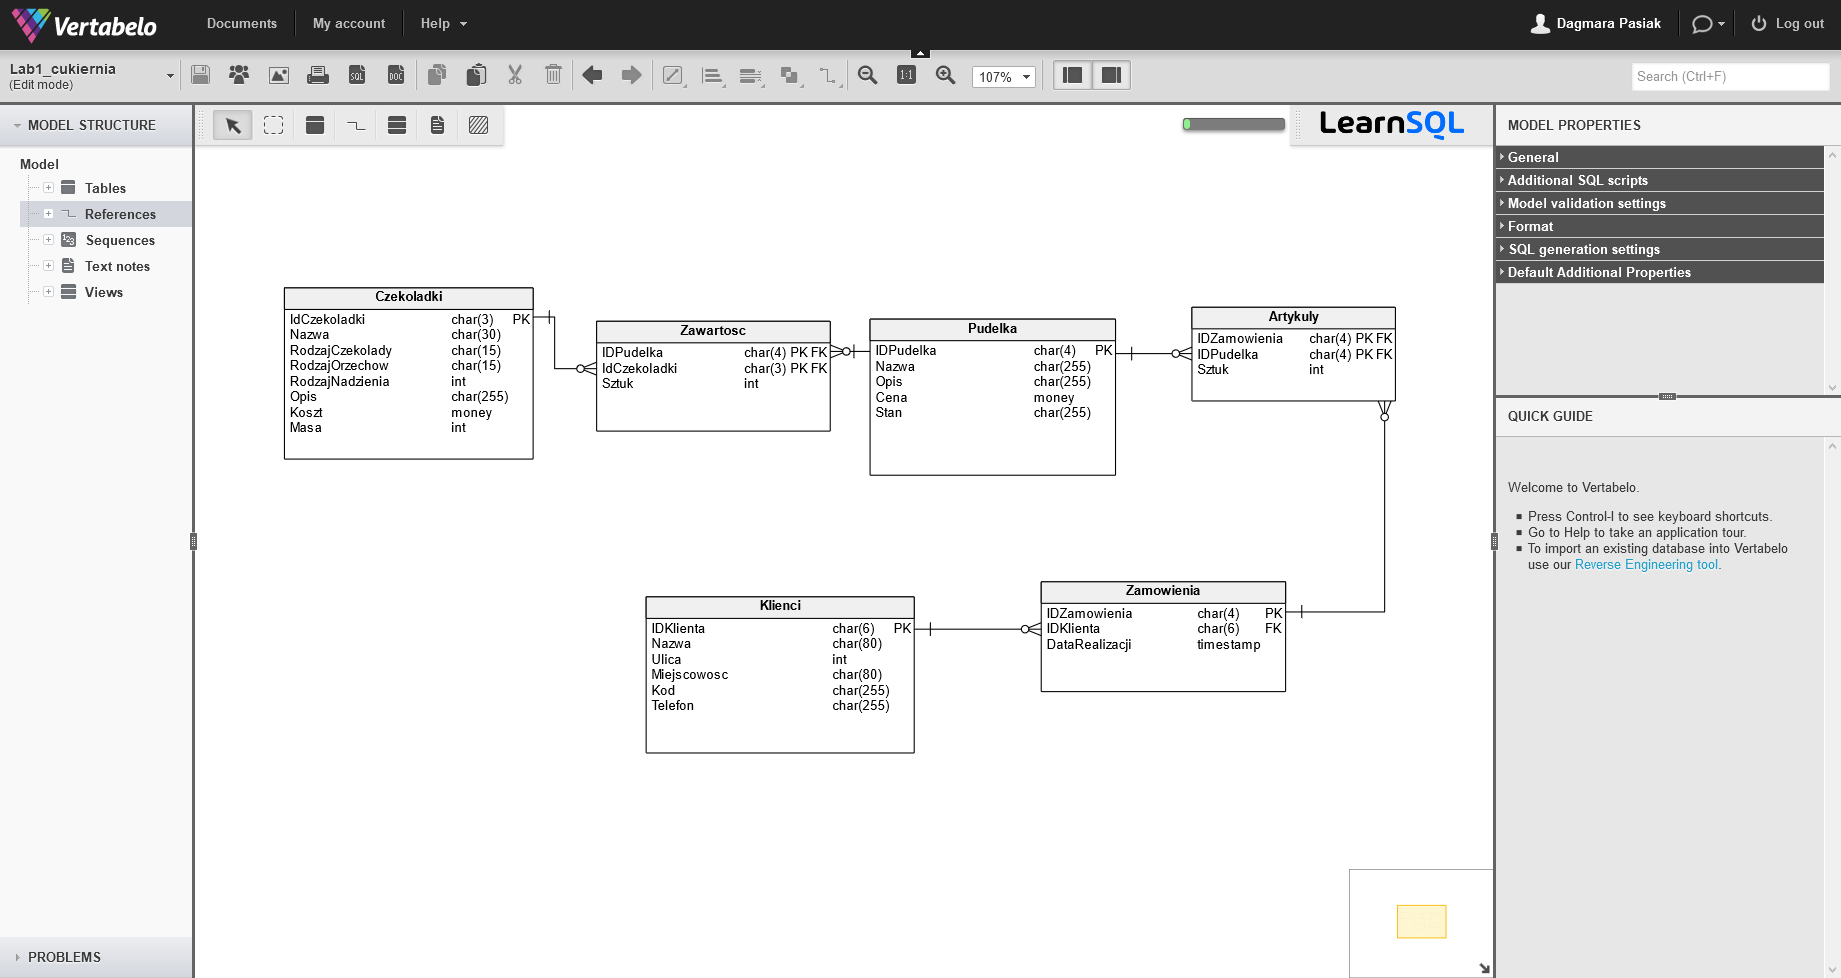 Vertabelo
Documents
My account
Help
Dagmara Pasiak
Log out
Lab1_cukiernia
(Edit mode)
SQL
DOC
1:1
107%
Search (Ctrl+F)
MODEL STRUCTURE
Model
Tables
References
123
Sequences
Text notes
Views
PROBLEMS
LearnSQL
Czekoladki
IdCzekoladki char(3) PK
Nazwa char(30)
RodzajCzekolady char(15)
RodzajOrzechow char(15)
RodzajNadzienia int
Opis char(255)
Koszt money
Masa int
Zawartosc
IDPudelka char(4) PK FK
IdCzekoladki char(3) PK FK
Sztuk int
Pudelka
IDPudelka char(4) PK
Nazwa char(255)
Opis char(255)
Cena money
Stan char(255)
Artykuly
IDZamowienia char(4) PK FK
IDPudelka char(4) PK FK
Sztuk int
Klienci
IDKlienta char(6) PK
Nazwa char(80)
Ulica int
Miejscowosc char(80)
Kod char(255)
Telefon char(255)
Zamowienia
IDZamowienia char(4) PK
IDKlienta char(6) FK
DataRealizacji timestamp
MODEL PROPERTIES
General
Additional SQL scripts
Model validation settings
Format
SQL generation settings
Default Additional Properties
QUICK GUIDE
Welcome to Vertabelo.
Press Control-I to see keyboard shortcuts.
Go to Help to take an application tour.
To import an existing database into Vertabelo
use our Reverse Engineering tool.